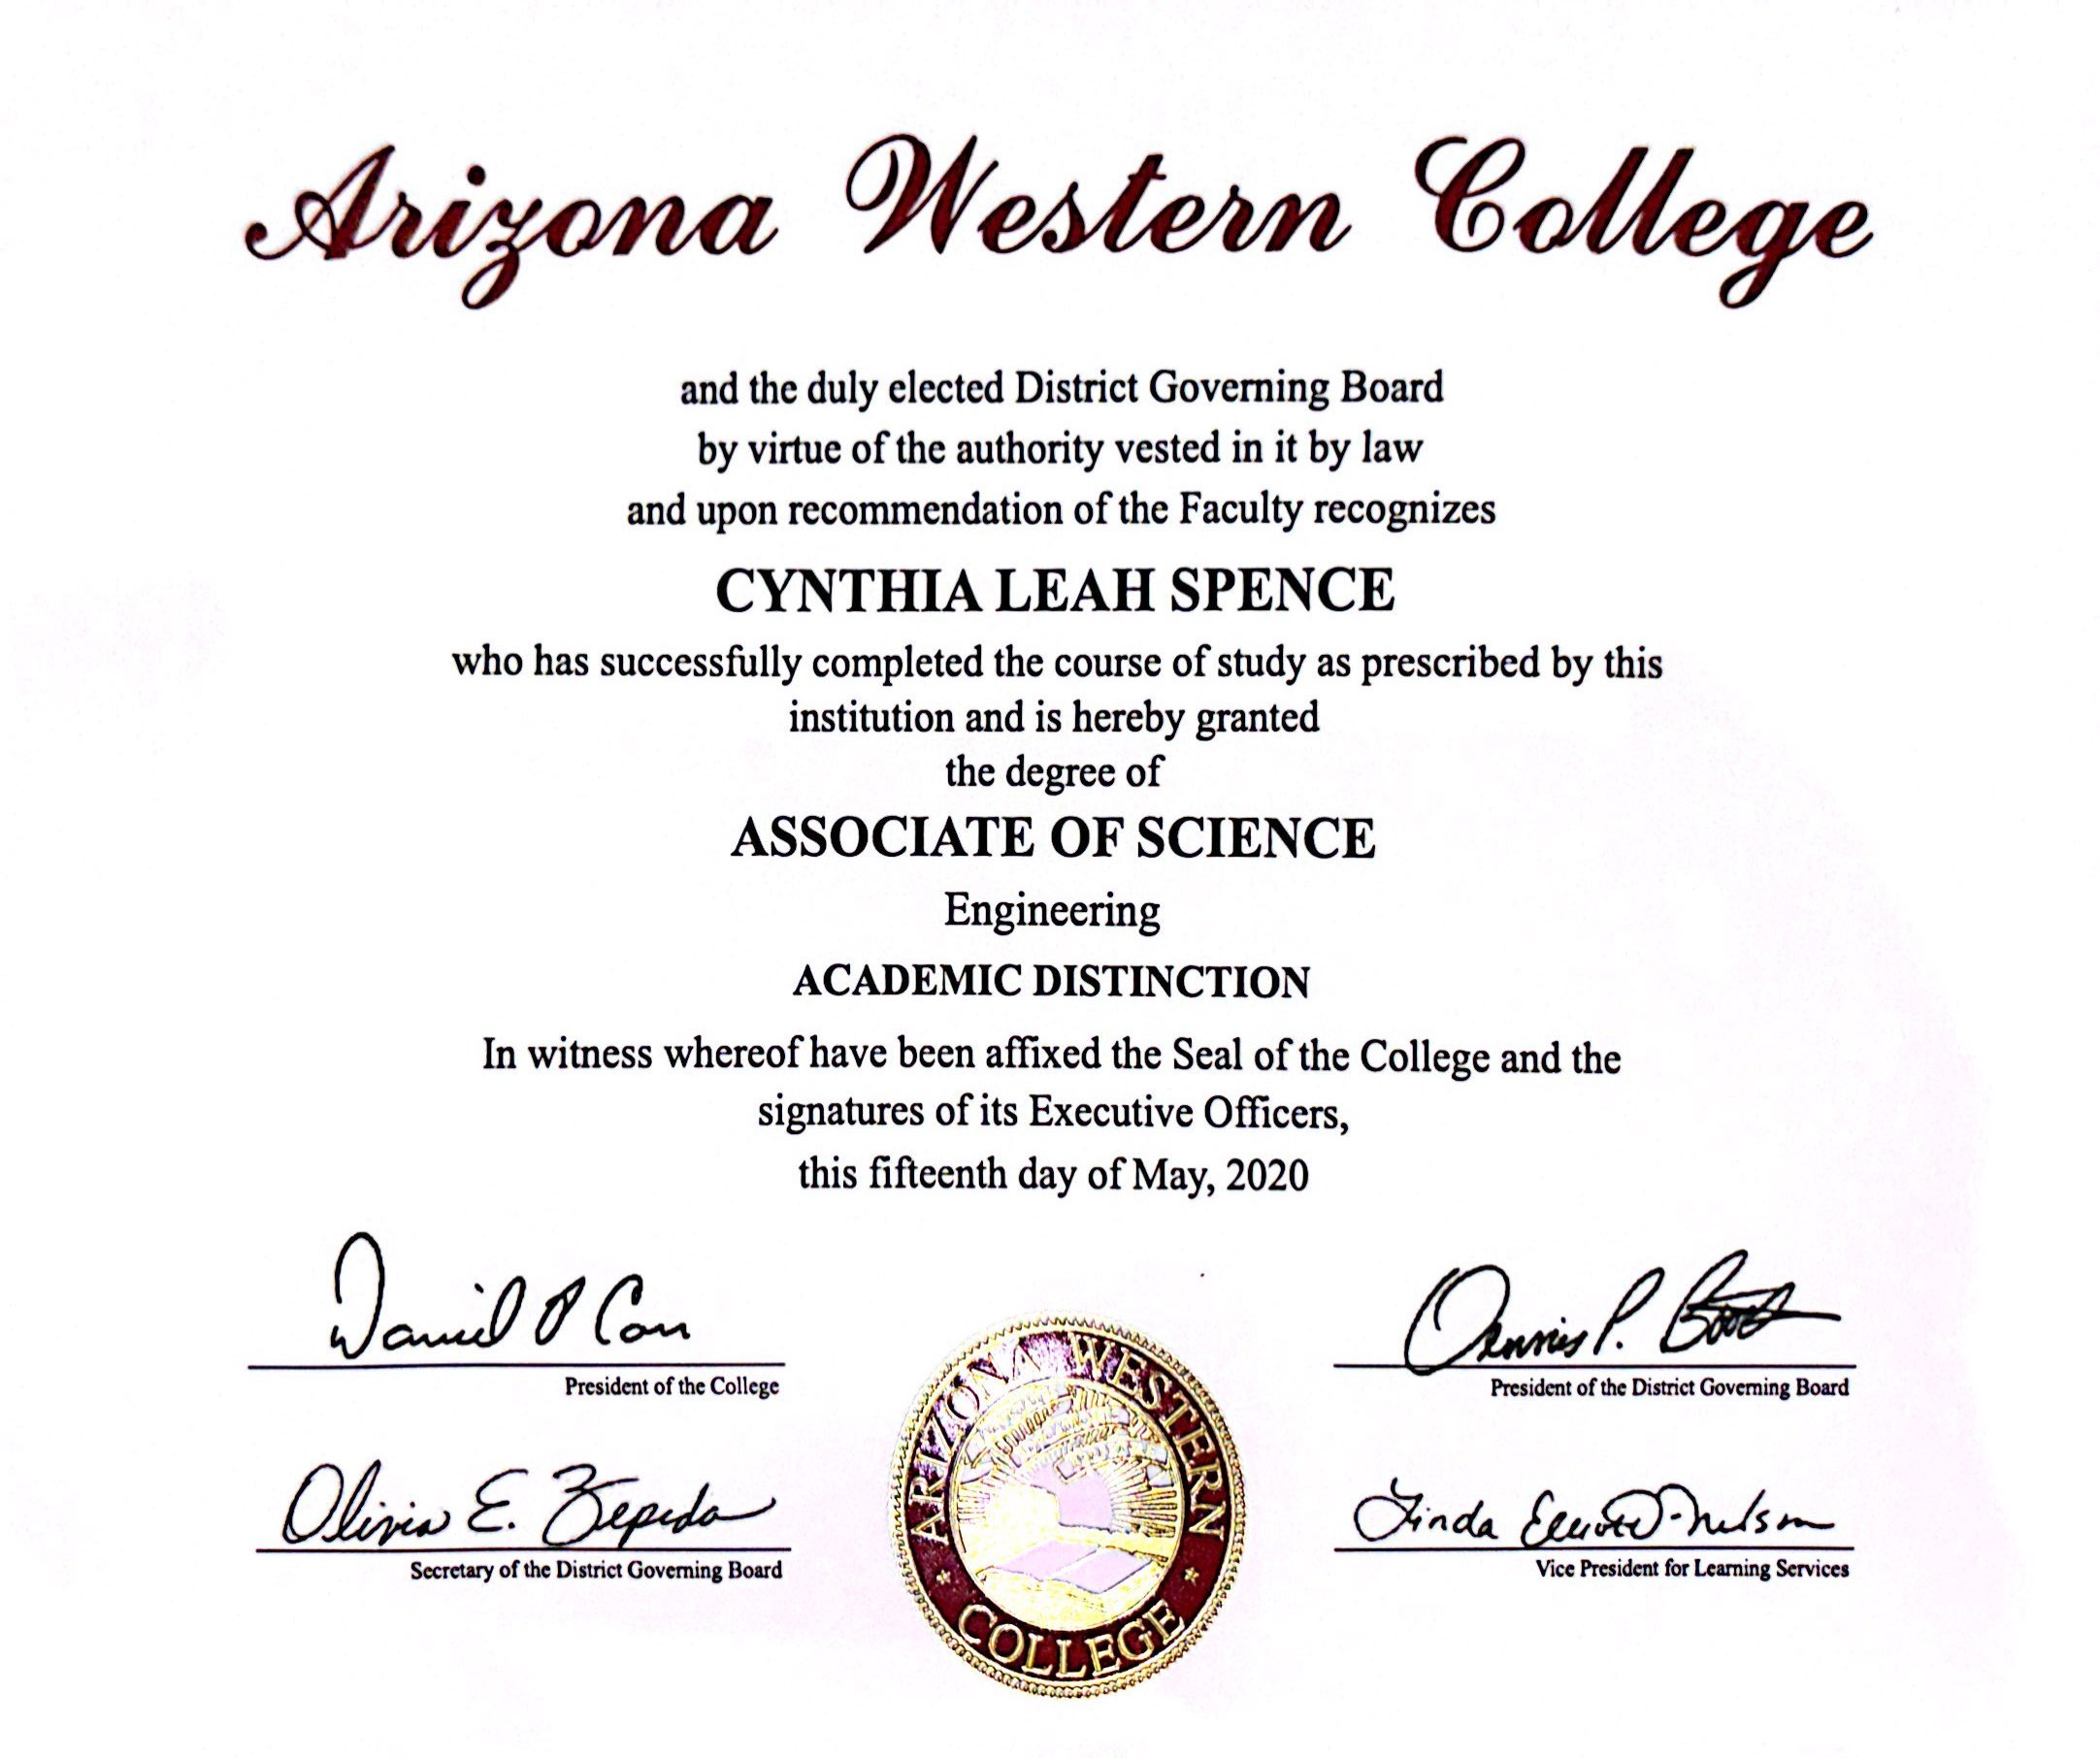 Arizona Western College
and the duly elected District Governing Board
by virtue of the authority vested in it by law
and upon recommendation of the Faculty recognizes
CYNTHIA LEAH SPENCE
who has successfully completed the course of study as prescribed by this
institution and is hereby granted
the degree of
ASSOCIATE OF SCIENCE
Engineering
ACADEMIC DISTINCTION
In witness whereof have been affixed the Seal of the College and the
signatures of its Executive Officers,
this fifteenth day of May, 2020
Daniel P Corr
President of the College
Dennis P. Booth
President of the District Governing Board
Olivia E. Zepeda
Secretary of the District Governing Board
Linda Elliott-Nelson
Vice President for Learning Services
ARIZONA WESTERN
COLLEGE